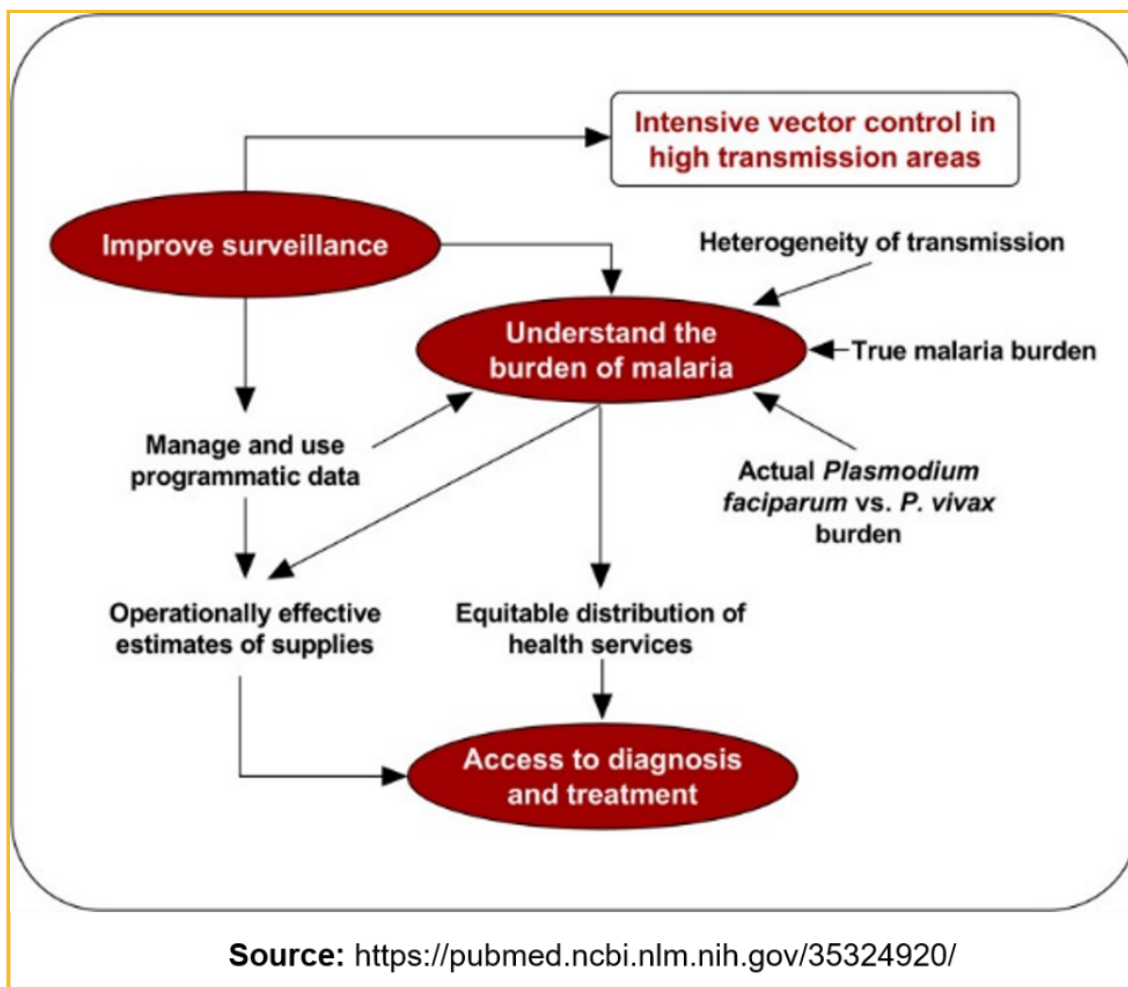 Intensive vector control in
high transmission areas
Improve surveillance
Heterogeneity of transmission
Understand the
burden of malaria
True malaria burden
Manage and use
programmatic data
Actual Plasmodium
faciparum vs. P. vivax
burden
Operationally effective
estimates of supplies
Equitable distribution of
health services
Access to diagnosis
and treatment
Source: https://pubmed.ncbi.nlm.nih.gov/35324920/